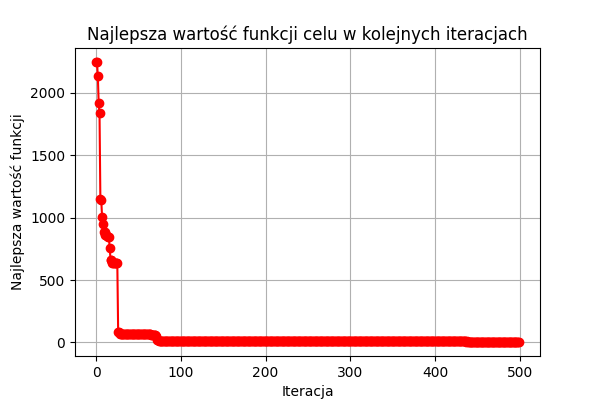 Najlepsza wartość funkcji celu w kolejnych iteracjach
Najlepsza wartość funkcji
2000
1500
1000
500
0
0 100 200 300 400 500
Iteracja